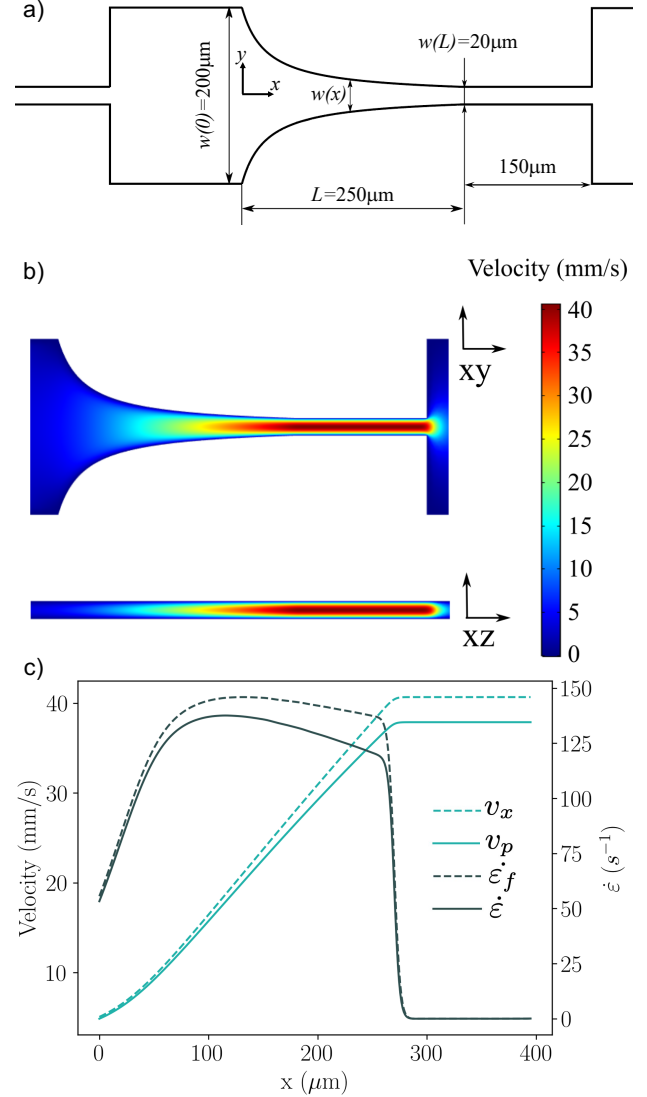 a)
w(L)=20μm
y
x
w(x)
w(0)=200μm
150μm
L=250μm
b)
Velocity (mm/s)
40
35
30
25
20
15
10
5
0
xy
xz
c)
40
30
20
10
Velocity (mm/s)
150
125
100
75
50
25
0
ε̇ (s⁻¹)
vₓ
vₚ
ε̇_f
ε̇
0 100 200 300 400
x (μm)